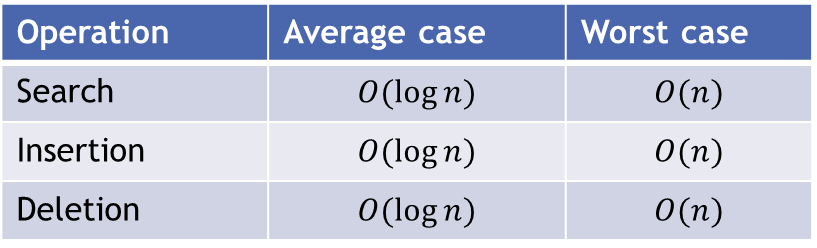 Operation Average case Worst case
Search O(log n) O(n)
Insertion O(log n) O(n)
Deletion O(log n) O(n)